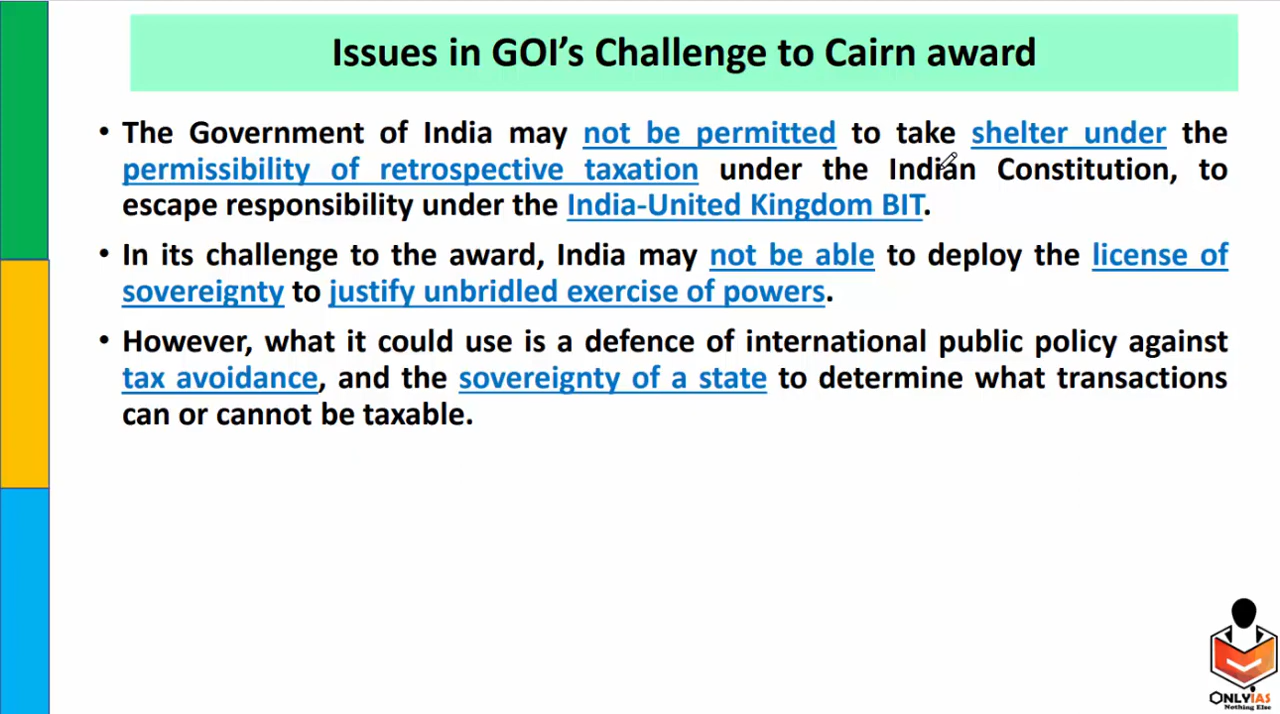 Issues in GOI's Challenge to Cairn award
• The Government of India may not be permitted to take shelter under the
permissibility of retrospective taxation under the Indian Constitution, to
escape responsibility under the India-United Kingdom BIT.
• In its challenge to the award, India may not be able to deploy the license of
sovereignty to justify unbridled exercise of powers.
• However, what it could use is a defence of international public policy against
tax avoidance, and the sovereignty of a state to determine what transactions
can or cannot be taxable.
ONLYIAS
Nothing Else